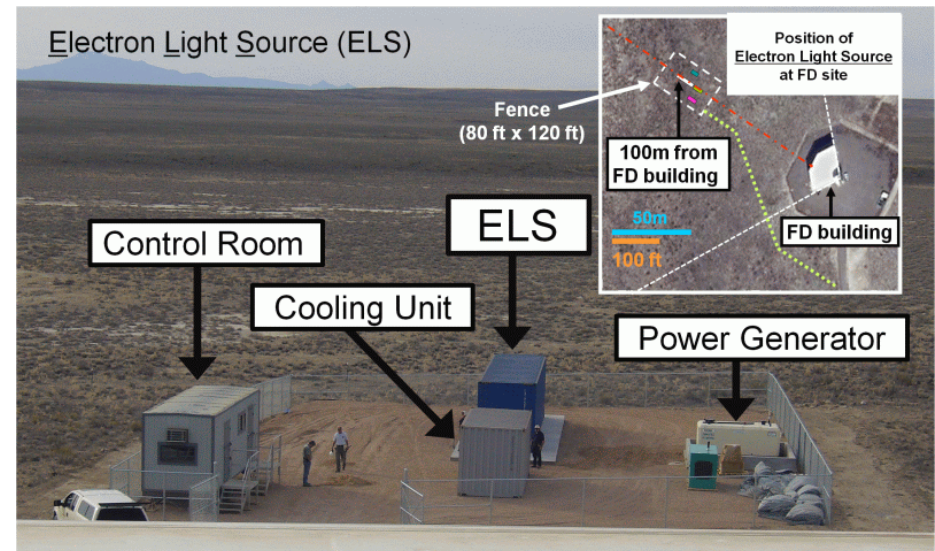 Electron Light Source (ELS)
Position of
Electron Light Source
at FD site
Fence
(80 ft x 120 ft)
100m from
FD building
50m
100 ft
FD building
ELS
Control Room
Cooling Unit
Power Generator